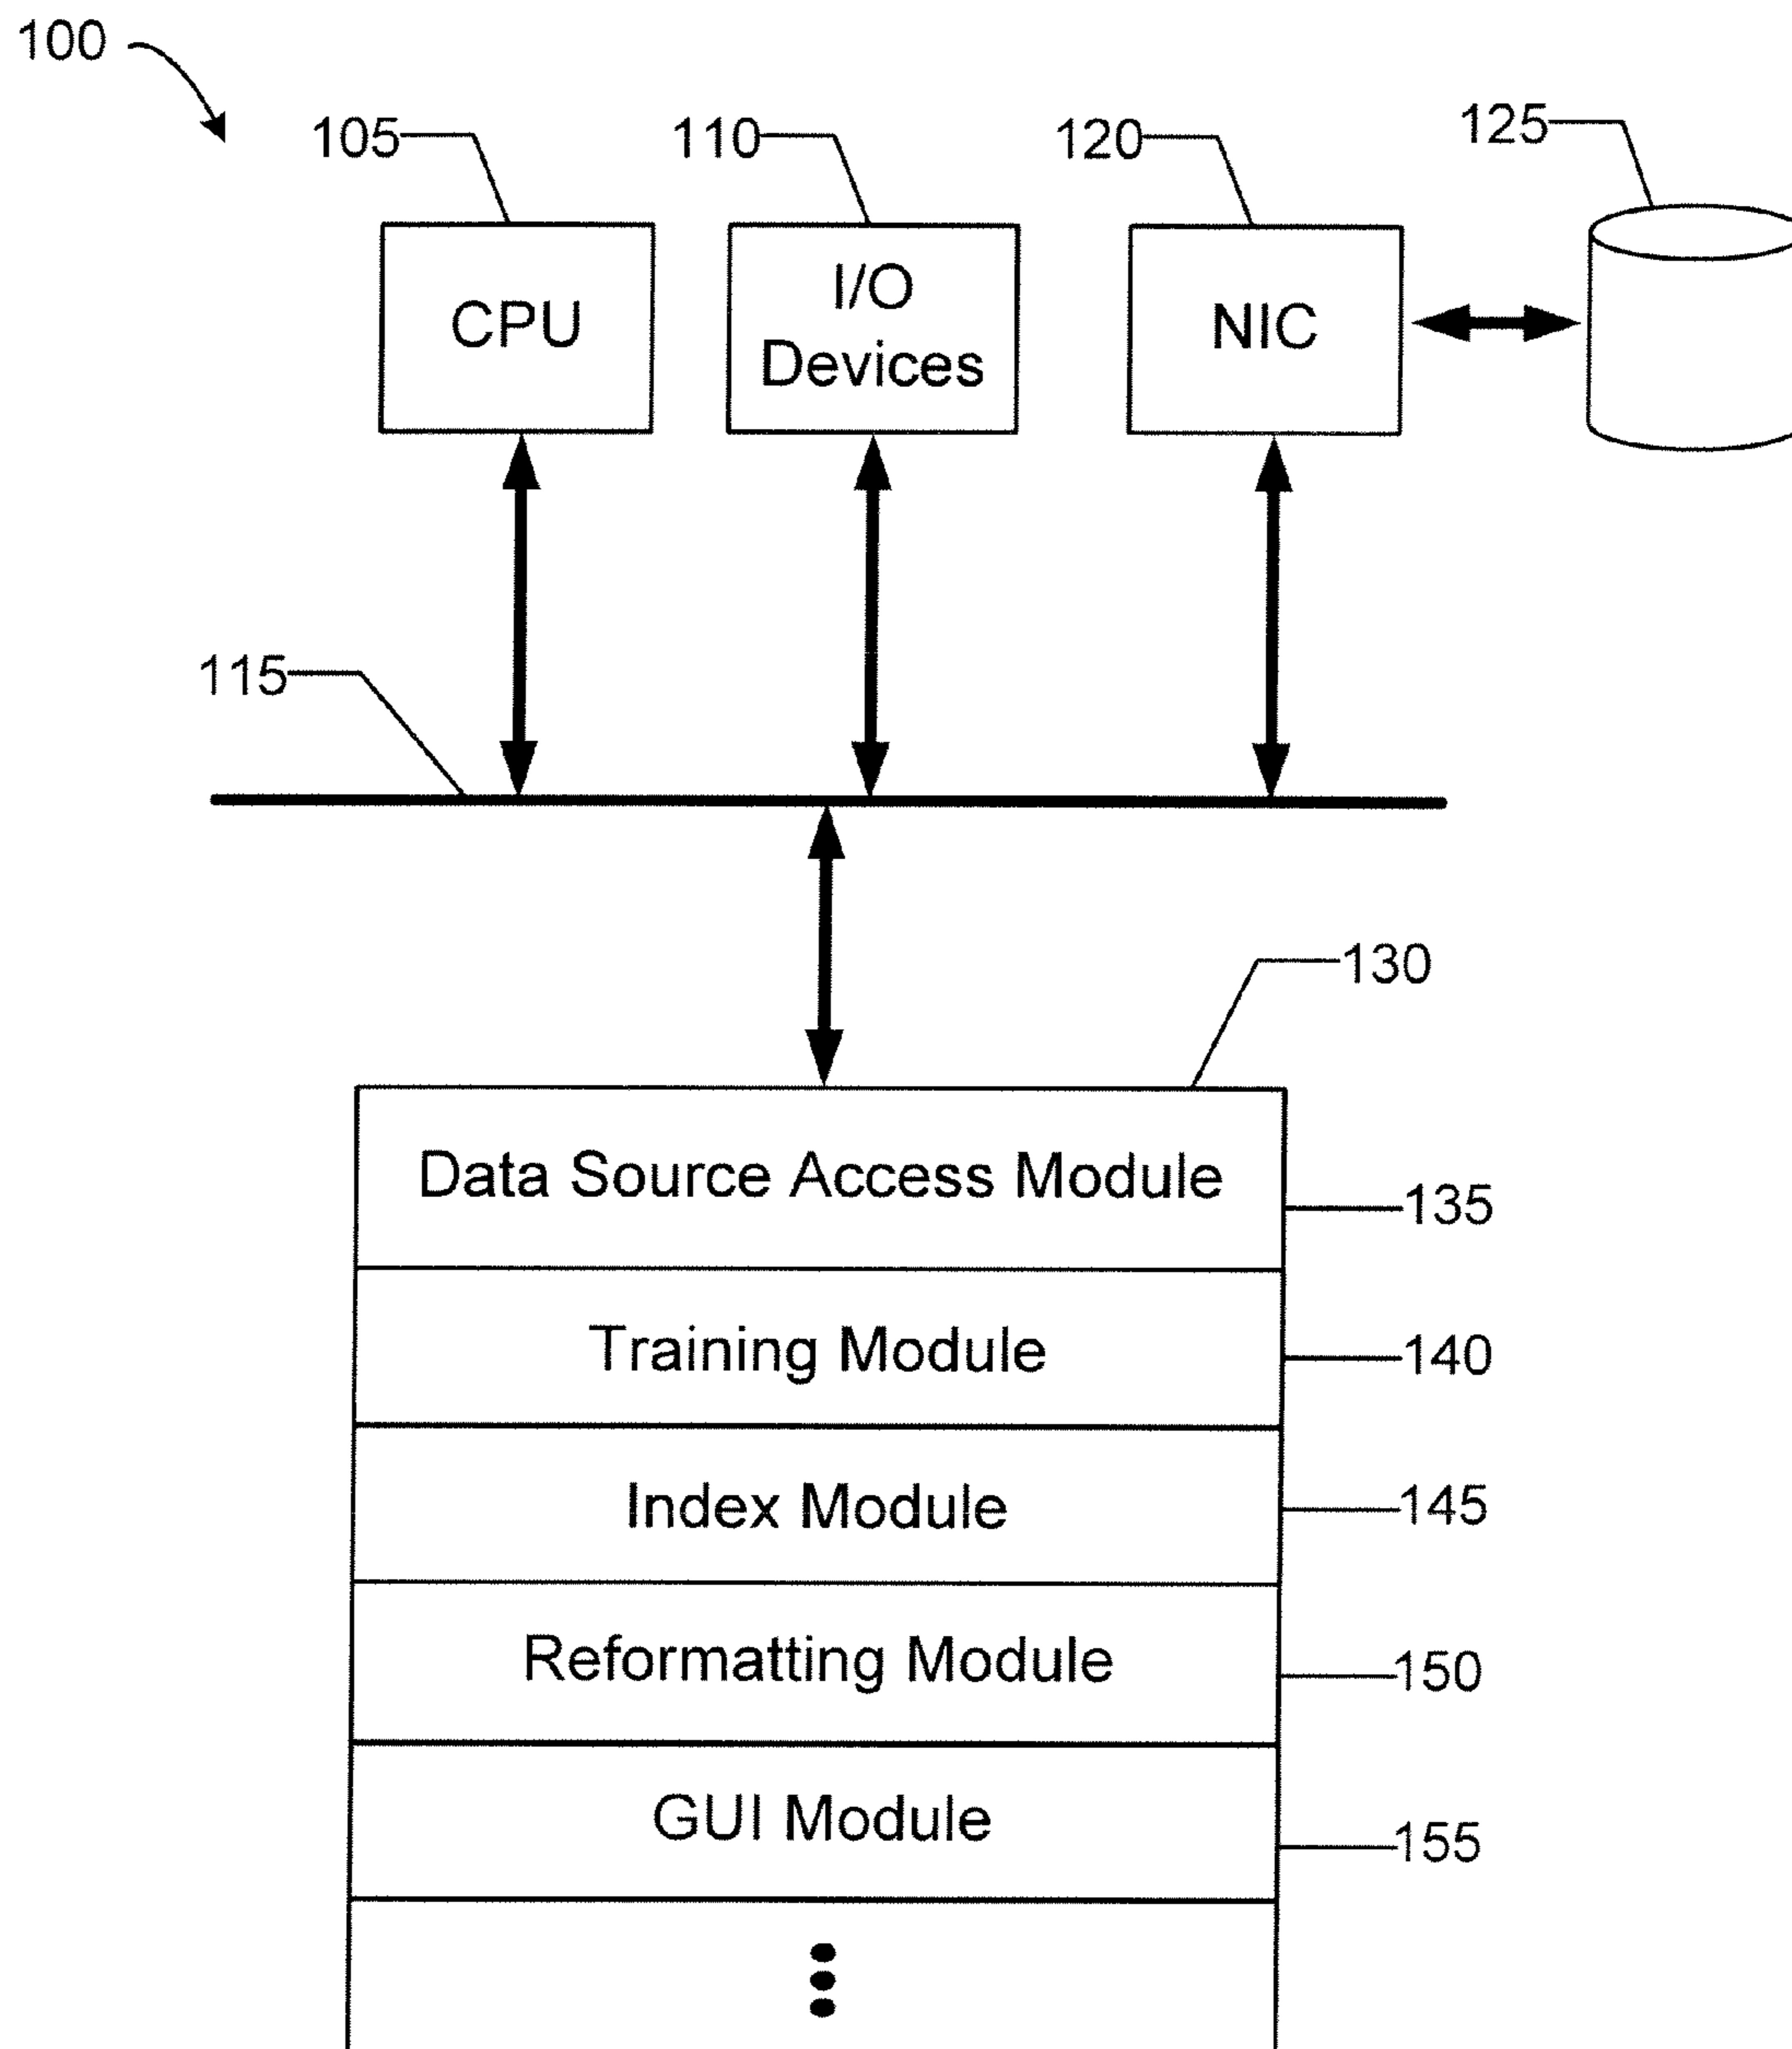 100
105
110
120
125
CPU
I/O
Devices
NIC
115
130
Data Source Access Module
135
Training Module
140
Index Module
145
Reformatting Module
150
GUI Module
155